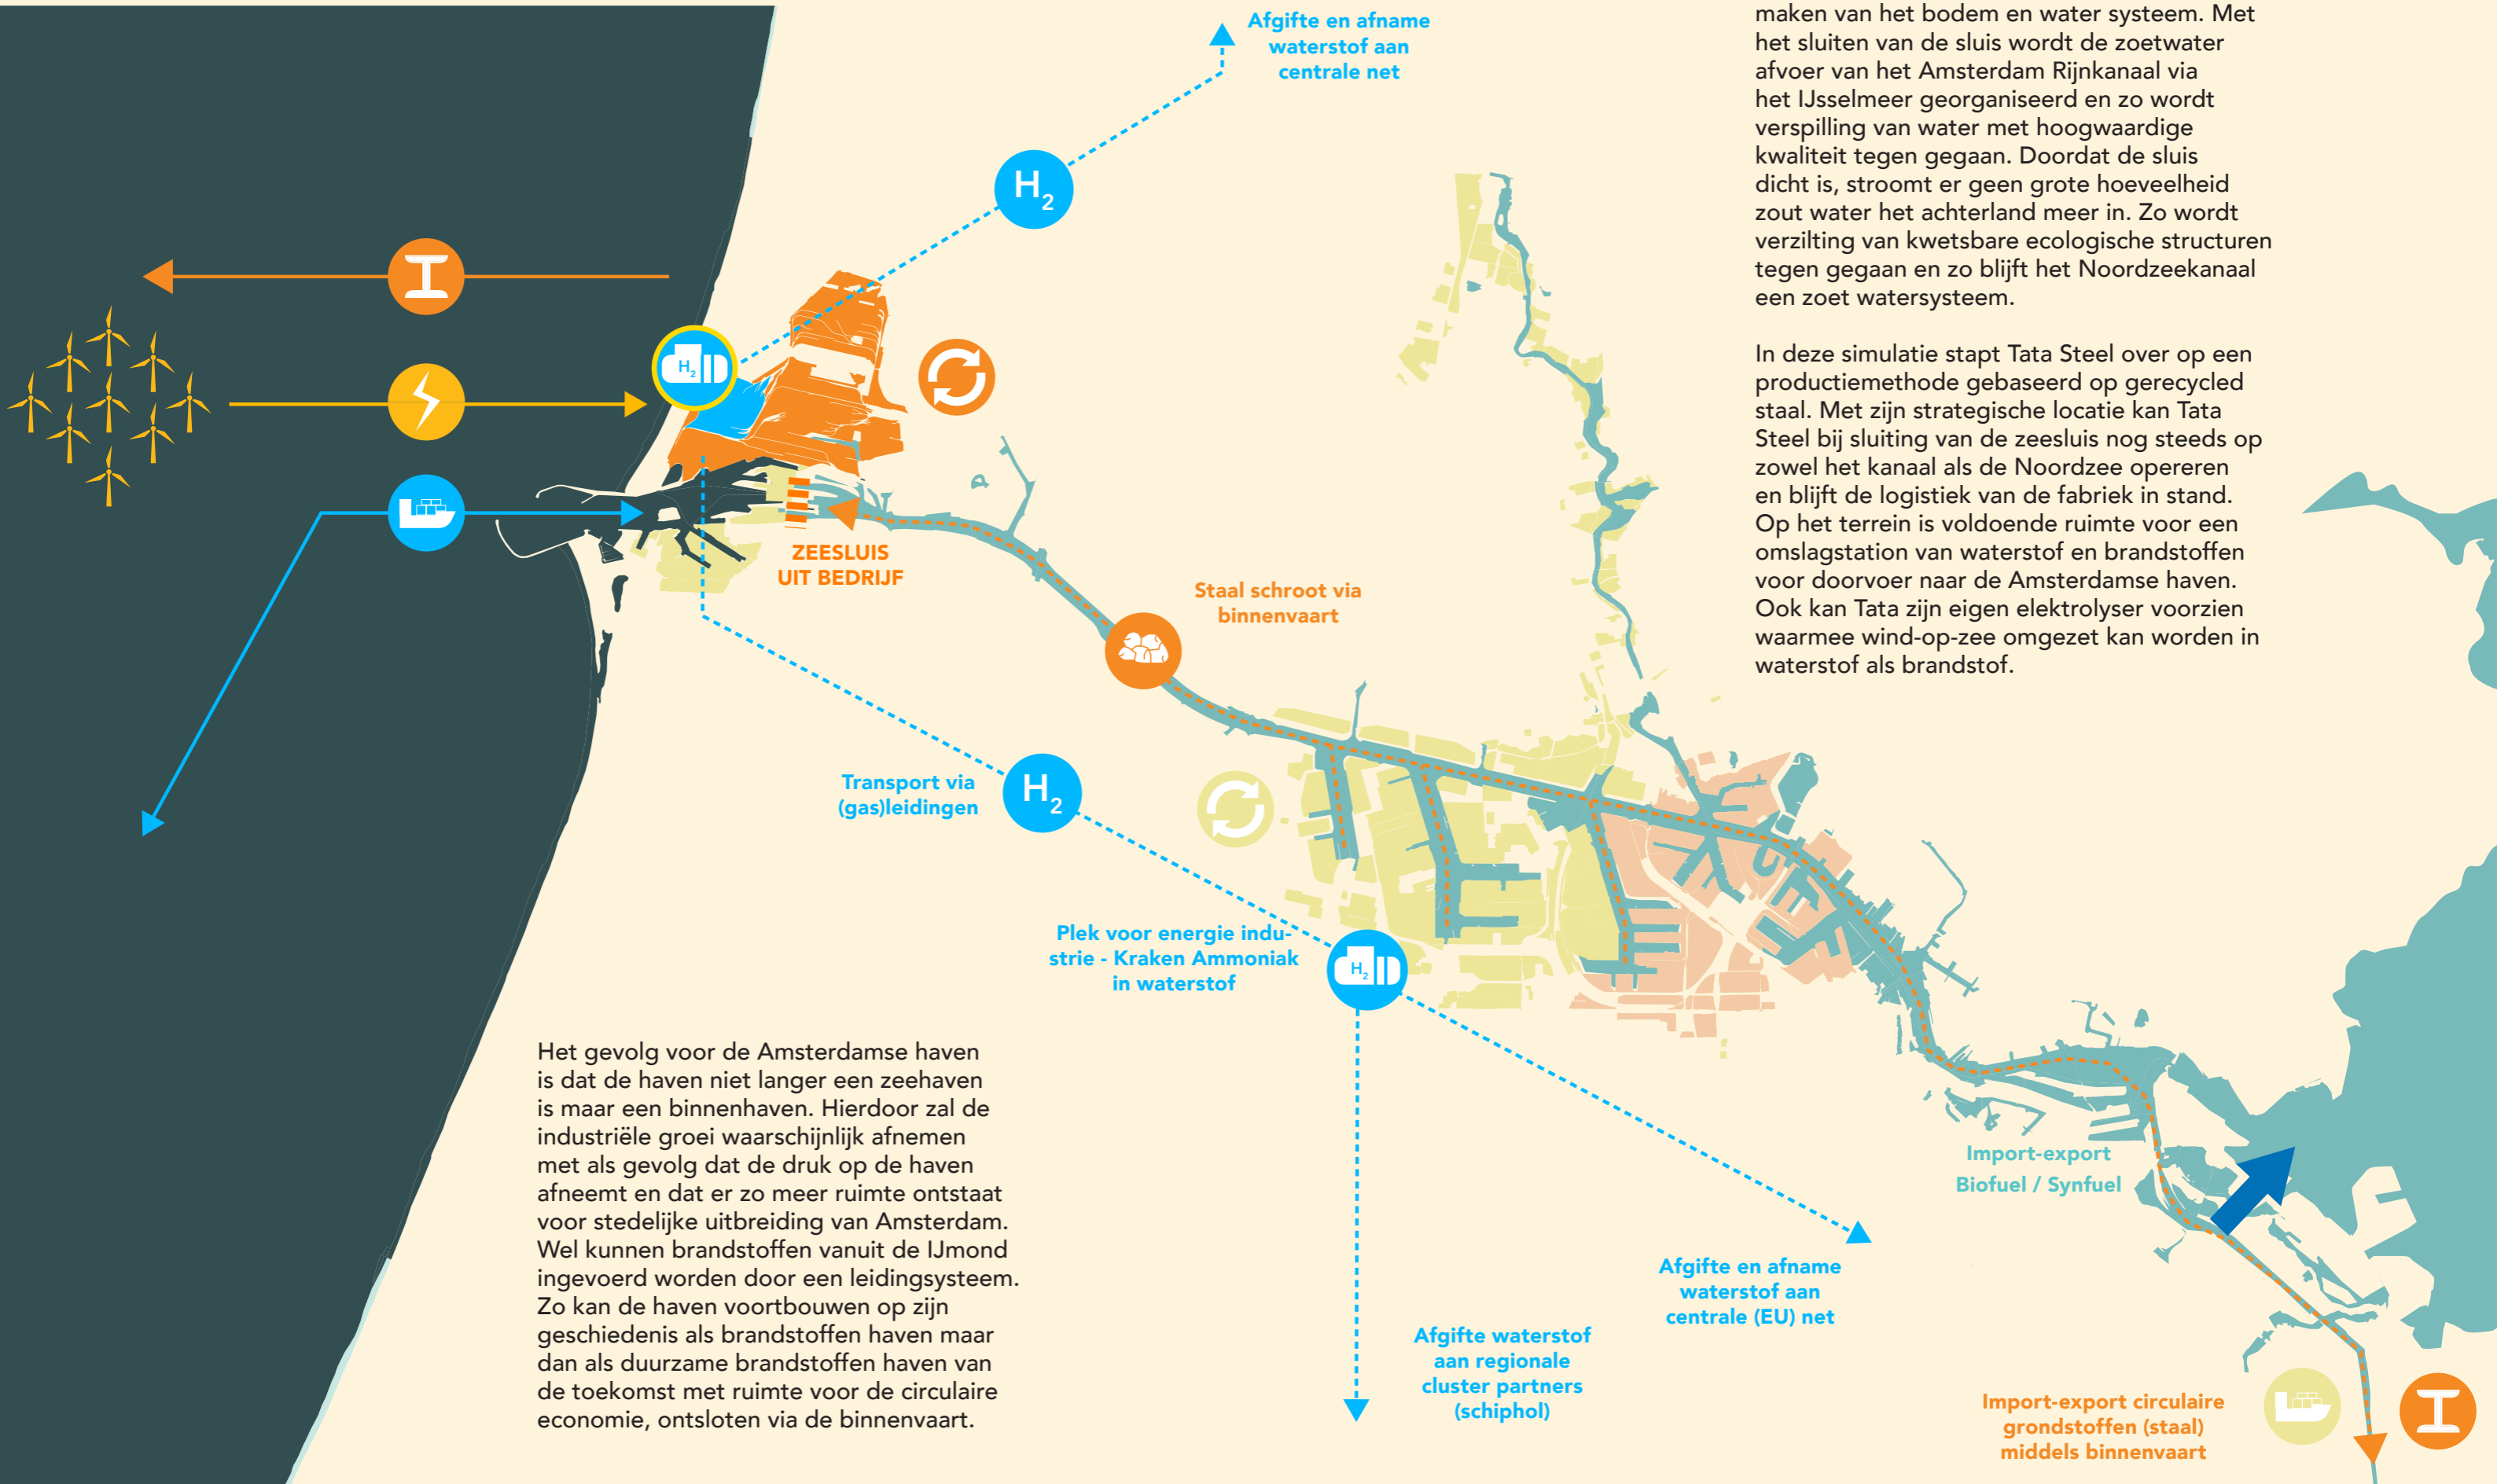 Afgifte en afname
waterstof aan
centrale net
H2
H2
ZEESLUIS
UIT BEDRIJF
Staal schroot via
binnenvaart
Transport via
(gas)leidingen
H2
Plek voor energie indu-
strie - Kraken Ammoniak
in waterstof
H2
Het gevolg voor de Amsterdamse haven
is dat de haven niet langer een zeehaven
is maar een binnenhaven. Hierdoor zal de
industriële groei waarschijnlijk afnemen
met als gevolg dat de druk op de haven
afneemt en dat er zo meer ruimte ontstaat
voor stedelijke uitbreiding van Amsterdam.
Wel kunnen brandstoffen vanuit de IJmond
ingevoerd worden door een leidingsysteem.
Zo kan de haven voortbouwen op zijn
geschiedenis als brandstoffen haven maar
dan als duurzame brandstoffen haven van
de toekomst met ruimte voor de circulaire
economie, ontsloten via de binnenvaart.
maken van het bodem en water systeem. Met
het sluiten van de sluis wordt de zoetwater
afvoer van het Amsterdam Rijnkanaal via
het IJsselmeer georganiseerd en zo wordt
verspilling van water met hoogwaardige
kwaliteit tegen gegaan. Doordat de sluis
dicht is, stroomt er geen grote hoeveelheid
zout water het achterland meer in. Zo wordt
verzilting van kwetsbare ecologische structuren
tegen gegaan en zo blijft het Noordzeekanaal
een zoet watersysteem.
In deze simulatie stapt Tata Steel over op een
productiemethode gebaseerd op gerecycled
staal. Met zijn strategische locatie kan Tata
Steel bij sluiting van de zeesluis nog steeds op
zowel het kanaal als de Noordzee opereren
en blijft de logistiek van de fabriek in stand.
Op het terrein is voldoende ruimte voor een
omslagstation van waterstof en brandstoffen
voor doorvoer naar de Amsterdamse haven.
Ook kan Tata zijn eigen elektrolyser voorzien
waarmee wind-op-zee omgezet kan worden in
waterstof als brandstof.
Import-export
Biofuel / Synfuel
Afgifte en afname
waterstof aan
centrale (EU) net
Afgifte waterstof
aan regionale
cluster partners
(schiphol)
Import-export circulaire
grondstoffen (staal)
middels binnenvaart